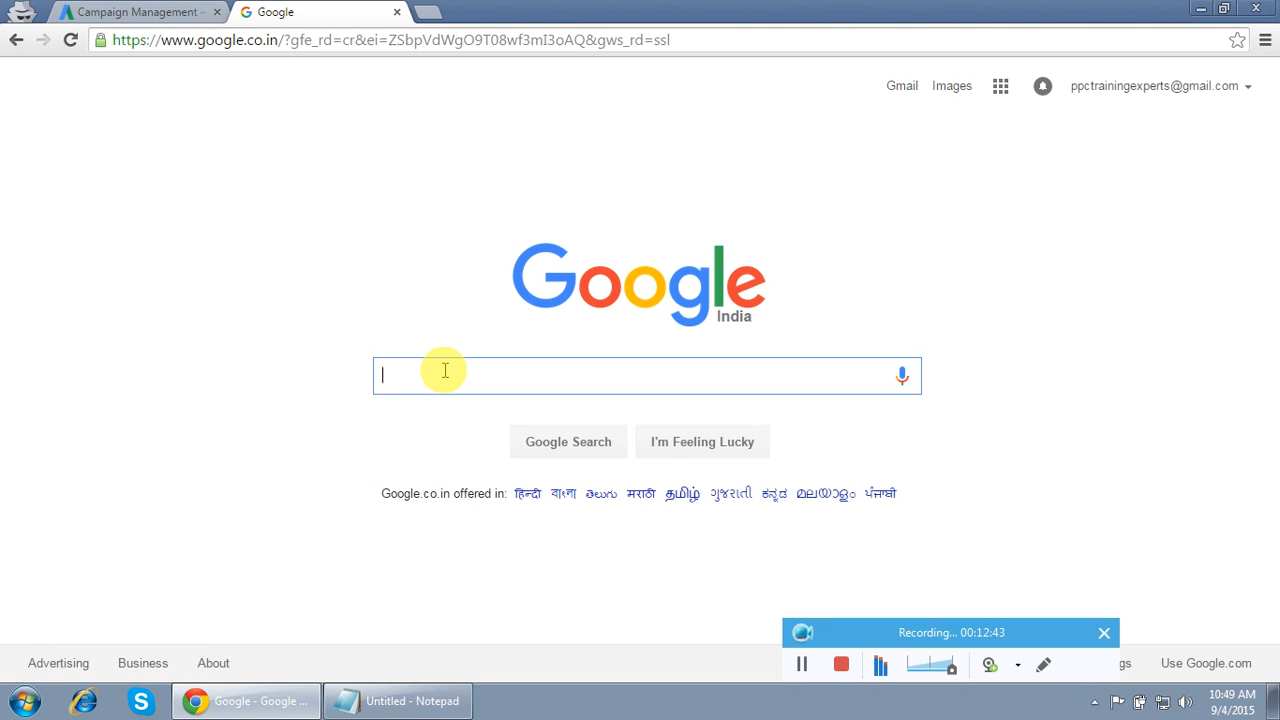 Campaign Management –
Google
https://www.google.co.in/?gfe_rd=cr&ei=ZSbpVdWgO9T08wf3mI3oAQ&gws_rd=ssl
Gmail Images ppctrainingexperts@gmail.com
Google
India
Google Search I'm Feeling Lucky
Google.co.in offered in: हिन्दी বাংলা తెలుగు मराठी தமிழ் ગુજરાતી ಕನ್ನಡ മലയാളം ਪੰਜਾਬੀ
Recording... 00:12:43
Advertising Business About gs Use Google.com
Google - Google ... Untitled - Notepad
10:49 AM
9/4/2015